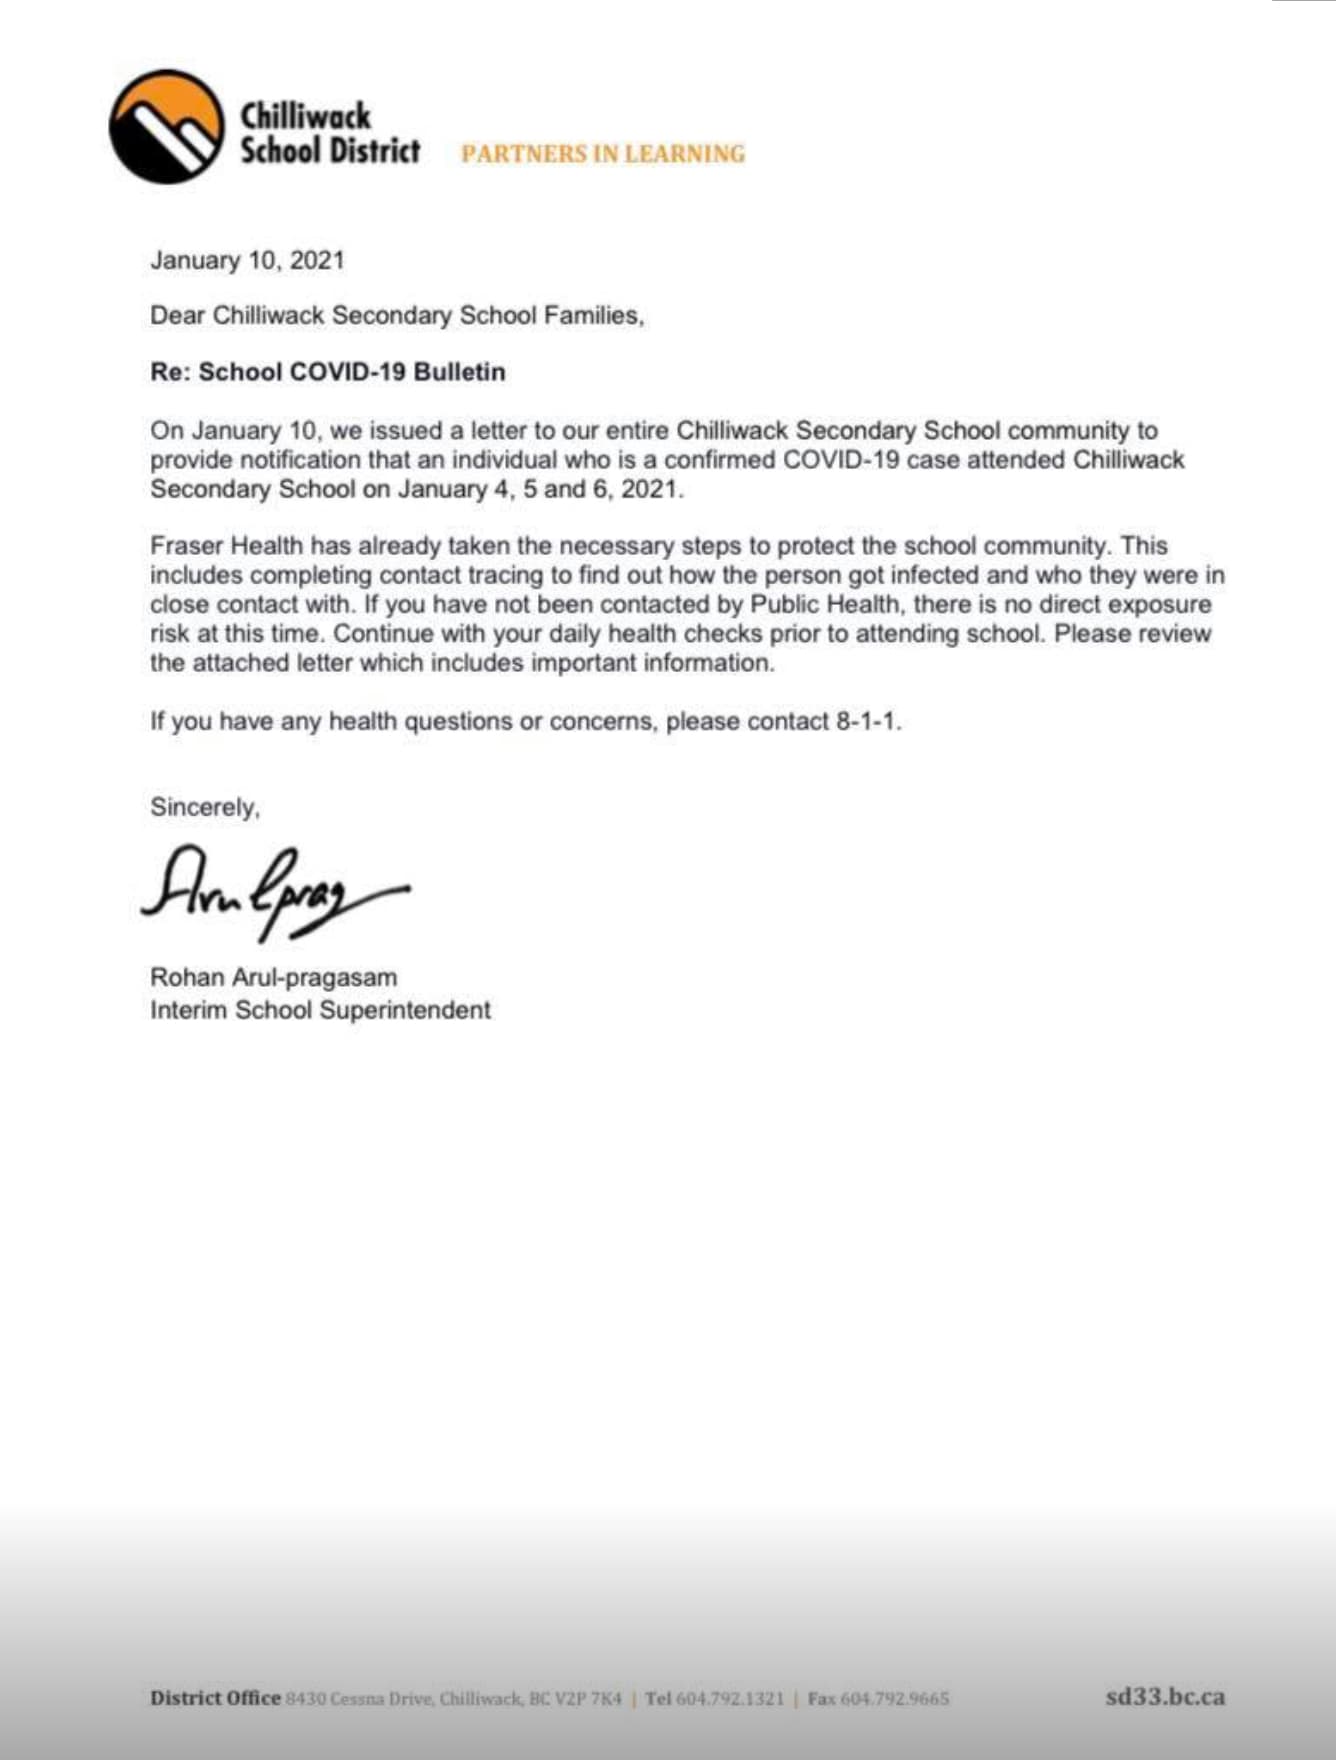 Chilliwack
School District PARTNERS IN LEARNING
January 10, 2021
Dear Chilliwack Secondary School Families,
Re: School COVID-19 Bulletin
On January 10, we issued a letter to our entire Chilliwack Secondary School community to
provide notification that an individual who is a confirmed COVID-19 case attended Chilliwack
Secondary School on January 4, 5 and 6, 2021.
Fraser Health has already taken the necessary steps to protect the school community. This
includes completing contact tracing to find out how the person got infected and who they were in
close contact with. If you have not been contacted by Public Health, there is no direct exposure
risk at this time. Continue with your daily health checks prior to attending school. Please review
the attached letter which includes important information.
If you have any health questions or concerns, please contact 8-1-1.
Sincerely,
Arulprag
Rohan Arul-pragasam
Interim School Superintendent
District Office 8430 Cessna Drive, Chilliwack, BC V2P 7K4 | Tel 604.792.1321 | Fax 604.792.9665 sd33.bc.ca